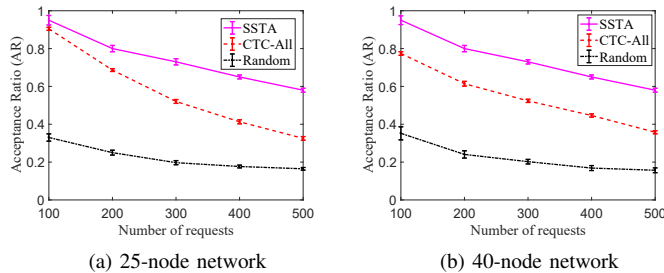 Acceptance Ratio (AR)
1
0.8
0.6
0.4
0.2
0
100
200
300
400
500
Number of requests
SSTA
CTC-All
Random
(a) 25-node network
Acceptance Ratio (AR)
1
0.8
0.6
0.4
0.2
0
100
200
300
400
500
Number of requests
SSTA
CTC-All
Random
(b) 40-node network